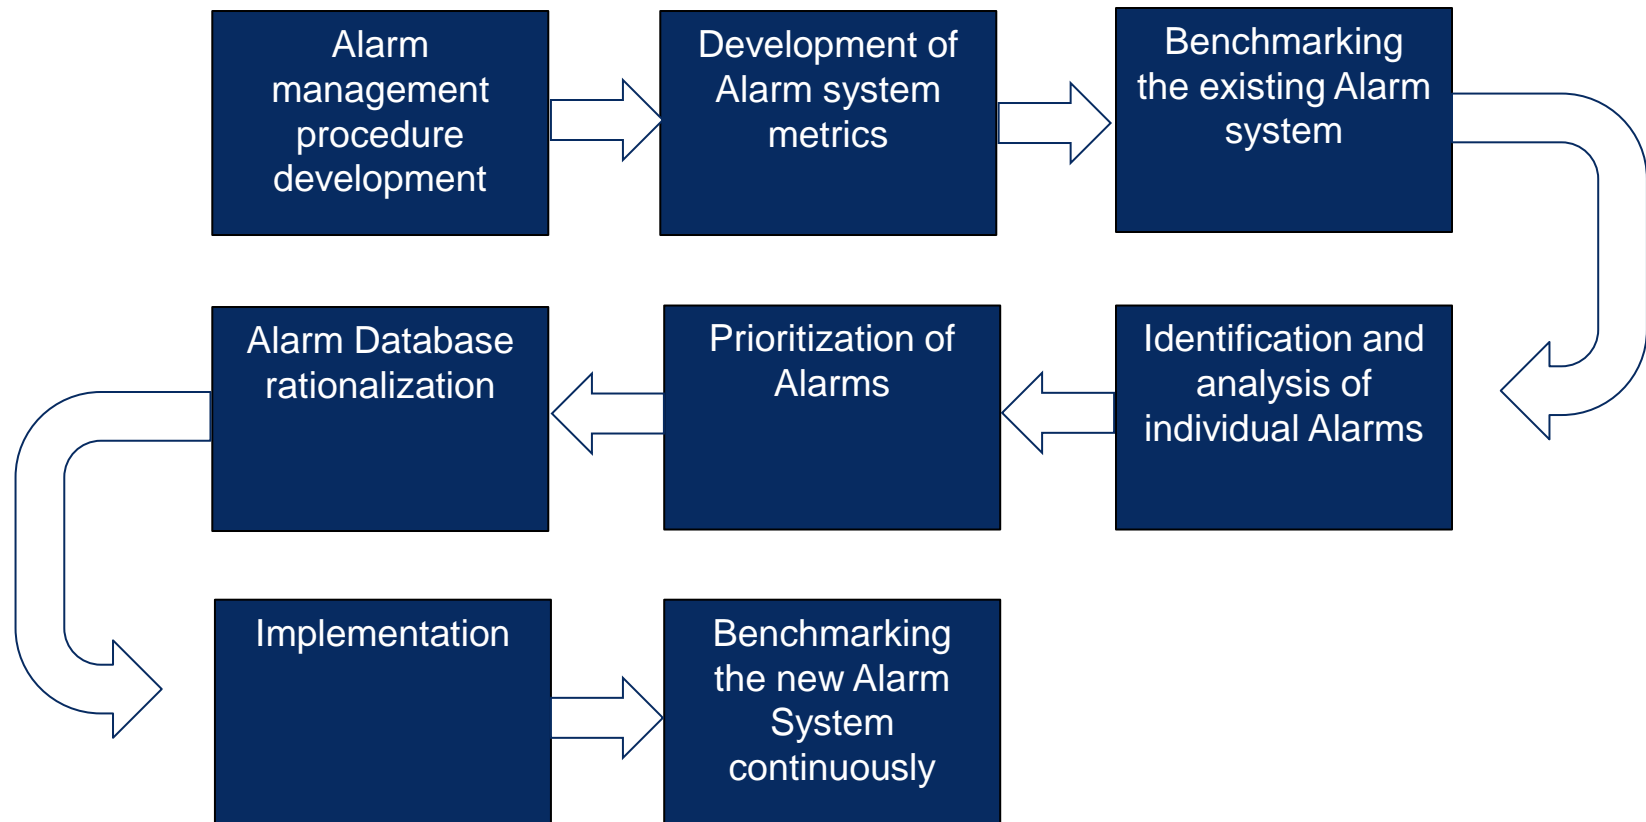 Alarm
management
procedure
development
Development of
Alarm system
metrics
Benchmarking
the existing Alarm
system
Identification and
analysis of
individual Alarms
Prioritization of
Alarms
Alarm Database
rationalization
Implementation
Benchmarking
the new Alarm
System
continuously